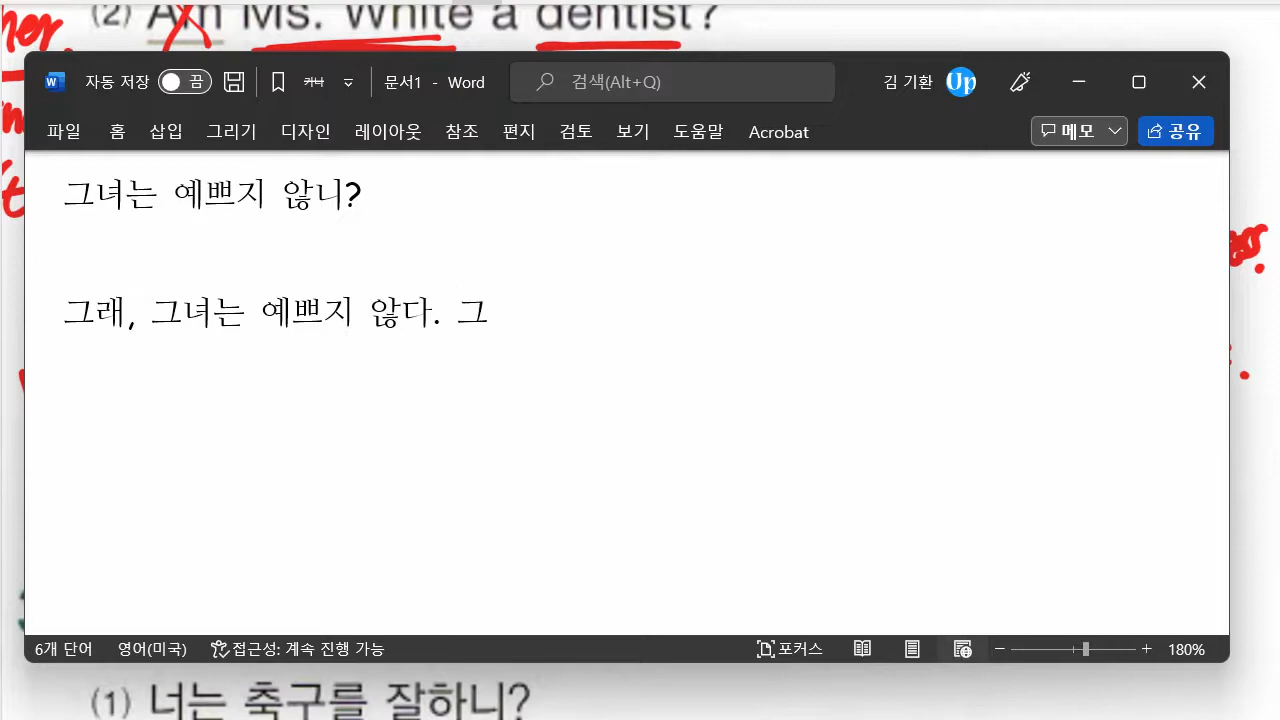 (2) Am Ms. White a dentist?
her.
자동 저장 끔 가나 문서1 - Word 검색(Alt+Q) 김 기환 Up
파일 홈 삽입 그리기 디자인 레이아웃 참조 편지 검토 보기 도움말 Acrobat 메모 공유
그녀는 예쁘지 않니?
그래, 그녀는 예쁘지 않다. 그
6개 단어 영어(미국) 접근성: 계속 진행 가능 포커스 180%
(1) 너는 축구를 잘하니?